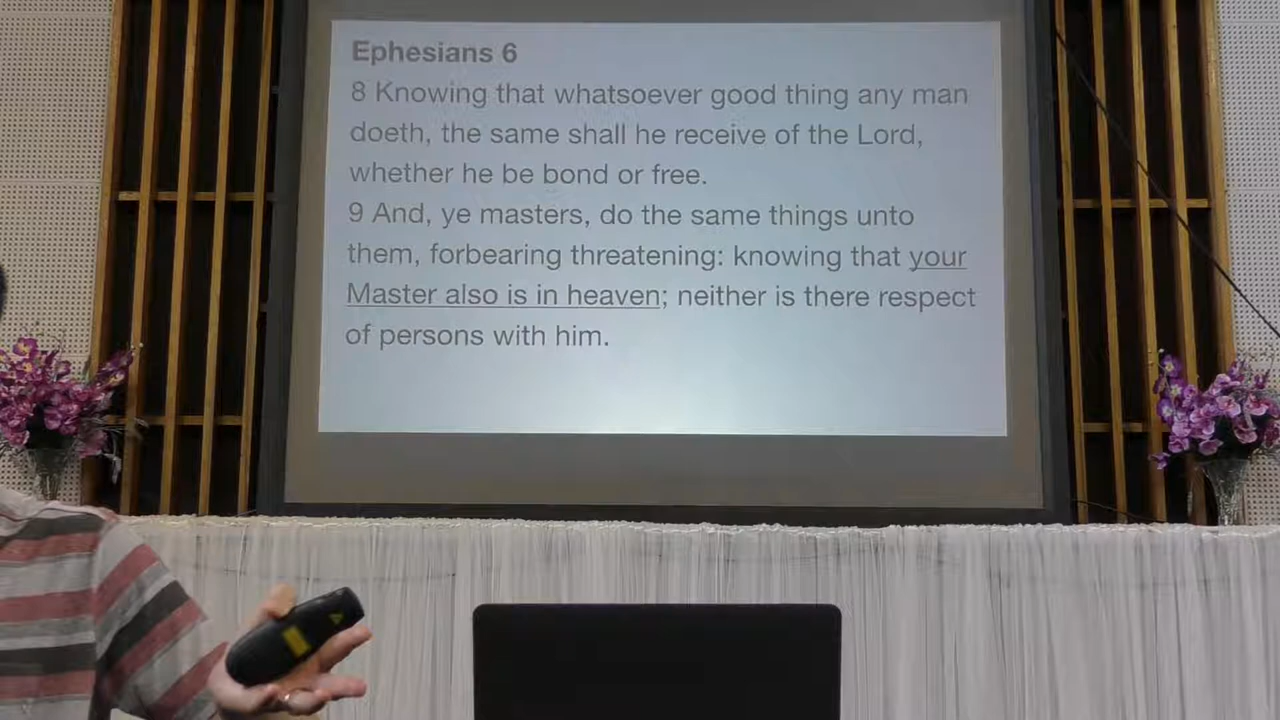 Ephesians 6
8 Knowing that whatsoever good thing any man
doeth, the same shall he receive of the Lord,
whether he be bond or free.
9 And, ye masters, do the same things unto
them, forbearing threatening: knowing that your
Master also is in heaven; neither is there respect
of persons with him.